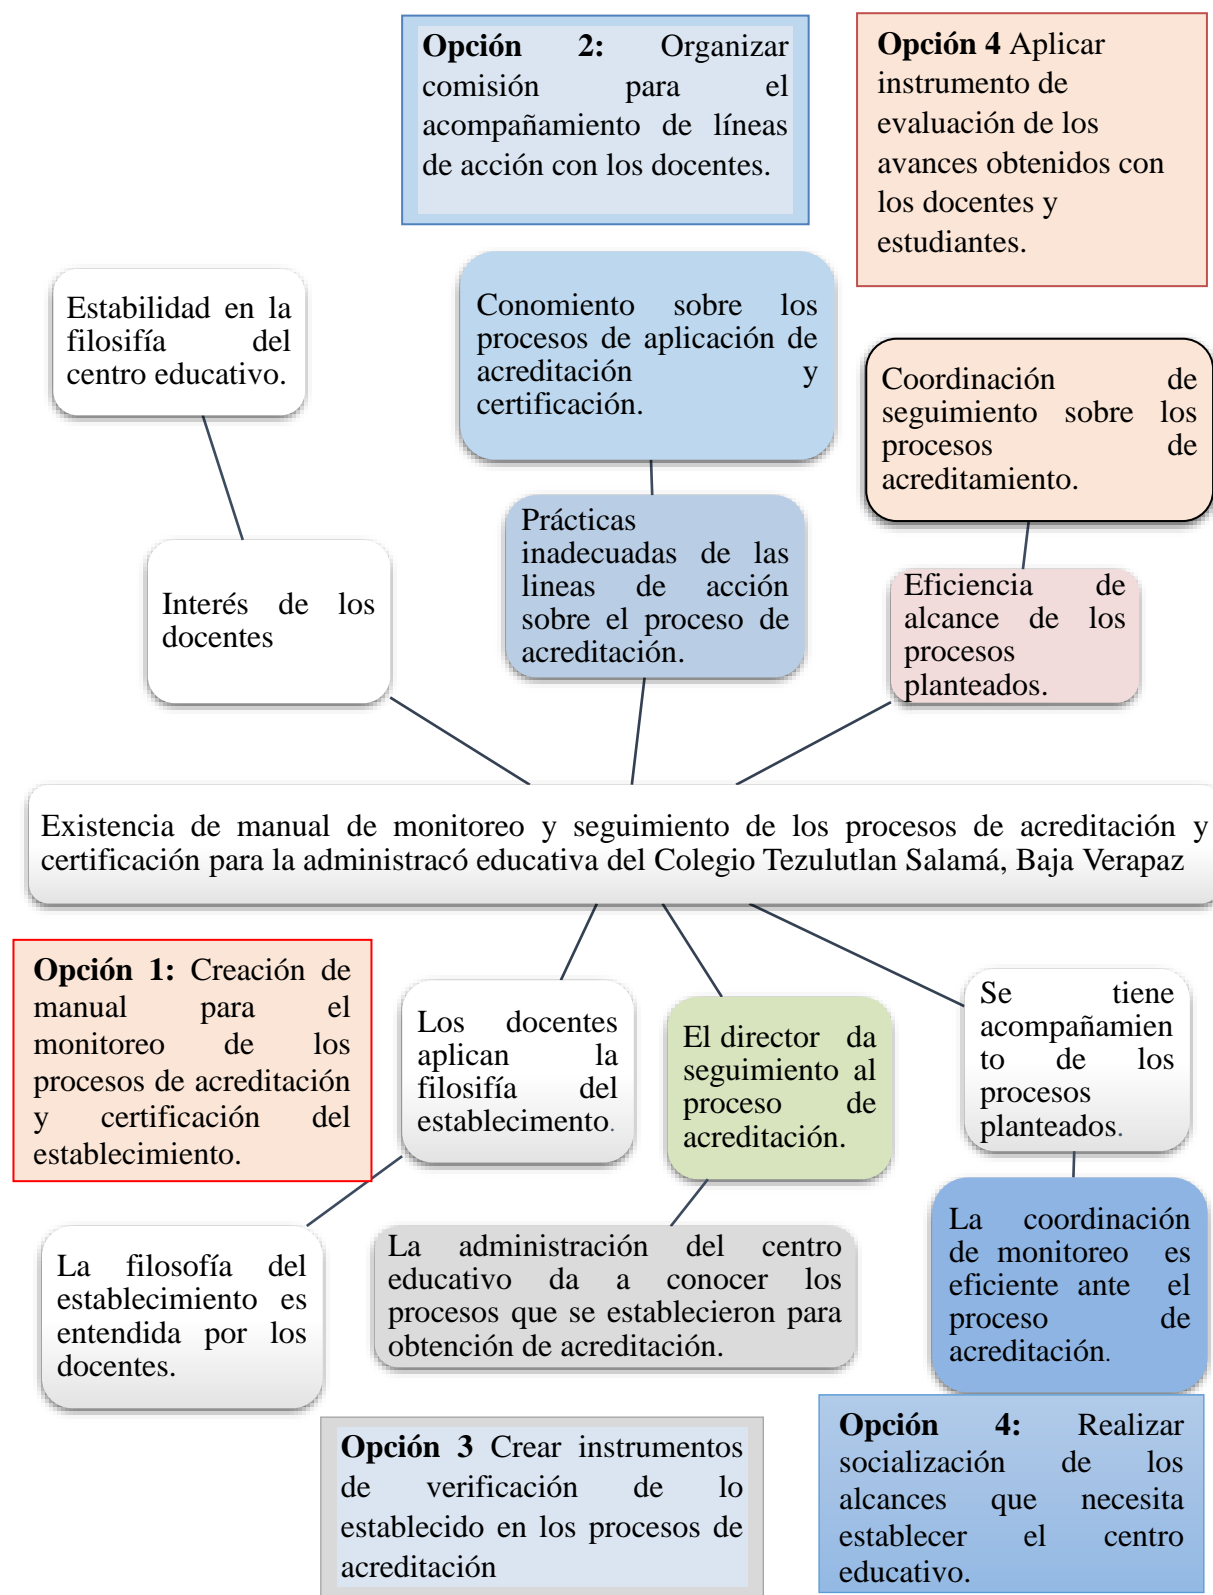 Opción 2: Organizar
comisión para el
acompañamiento de líneas
de acción con los docentes.
Opción 4 Aplicar
instrumento de
evaluación de los
avances obtenidos con
los docentes y
estudiantes.
Estabilidad en la
filosifía del
centro educativo.
Conomiento sobre los
procesos de aplicación de
acreditación y
certificación.
Coordinación de
seguimiento sobre los
procesos de
acreditamiento.
Interés de los
docentes
Prácticas
inadecuadas de las
lineas de acción
sobre el proceso de
acreditación.
Eficiencia de
alcance de los
procesos
planteados.
Existencia de manual de monitoreo y seguimiento de los procesos de acreditación y
certificación para la administracó educativa del Colegio Tezulutlan Salamá, Baja Verapaz
Opción 1: Creación de
manual para el
monitoreo de los
procesos de acreditación
y certificación del
establecimiento.
Los docentes
aplican la
filosifía del
establecimento.
El director da
seguimiento al
proceso de
acreditación.
Se tiene
acompañamien
to de los
procesos
planteados.
La filosofía del
establecimiento es
entendida por los
docentes.
La administración del centro
educativo da a conocer los
procesos que se establecieron para
obtención de acreditación.
La coordinación
de monitoreo es
eficiente ante el
proceso de
acreditación.
Opción 3 Crear instrumentos
de verificación de lo
establecido en los procesos de
acreditación
Opción 4: Realizar
socialización de los
alcances que necesita
establecer el centro
educativo.